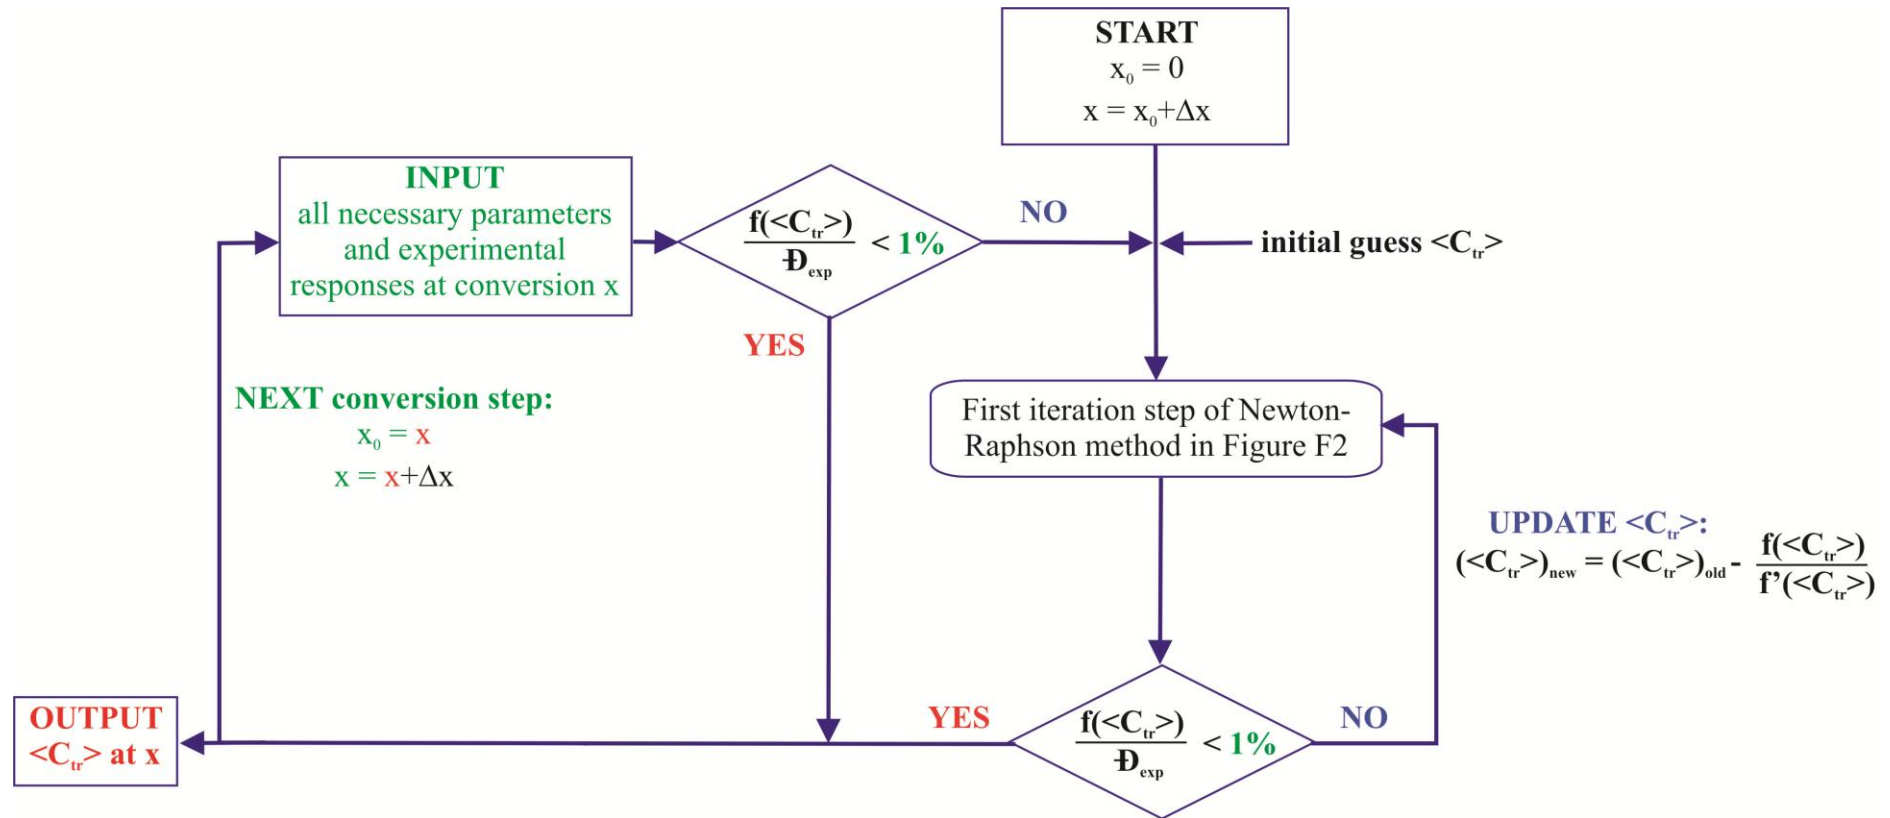 START
x₀ = 0
x = x₀+Δx
INPUT
all necessary parameters
and experimental
responses at conversion x
f(<Cₜᵣ>)
Đₑₓₚ
< 1%
NO
initial guess <Cₜᵣ>
YES
NEXT conversion step:
x₀ = x
x = x+Δx
First iteration step of Newton-
Raphson method in Figure F2
UPDATE <Cₜᵣ>:
(<Cₜᵣ>)new = (<Cₜᵣ>)old - f(<Cₜᵣ>)
f’(<Cₜᵣ>)
OUTPUT
<Cₜᵣ> at x
YES
f(<Cₜᵣ>)
Đₑₓₚ
< 1%
NO